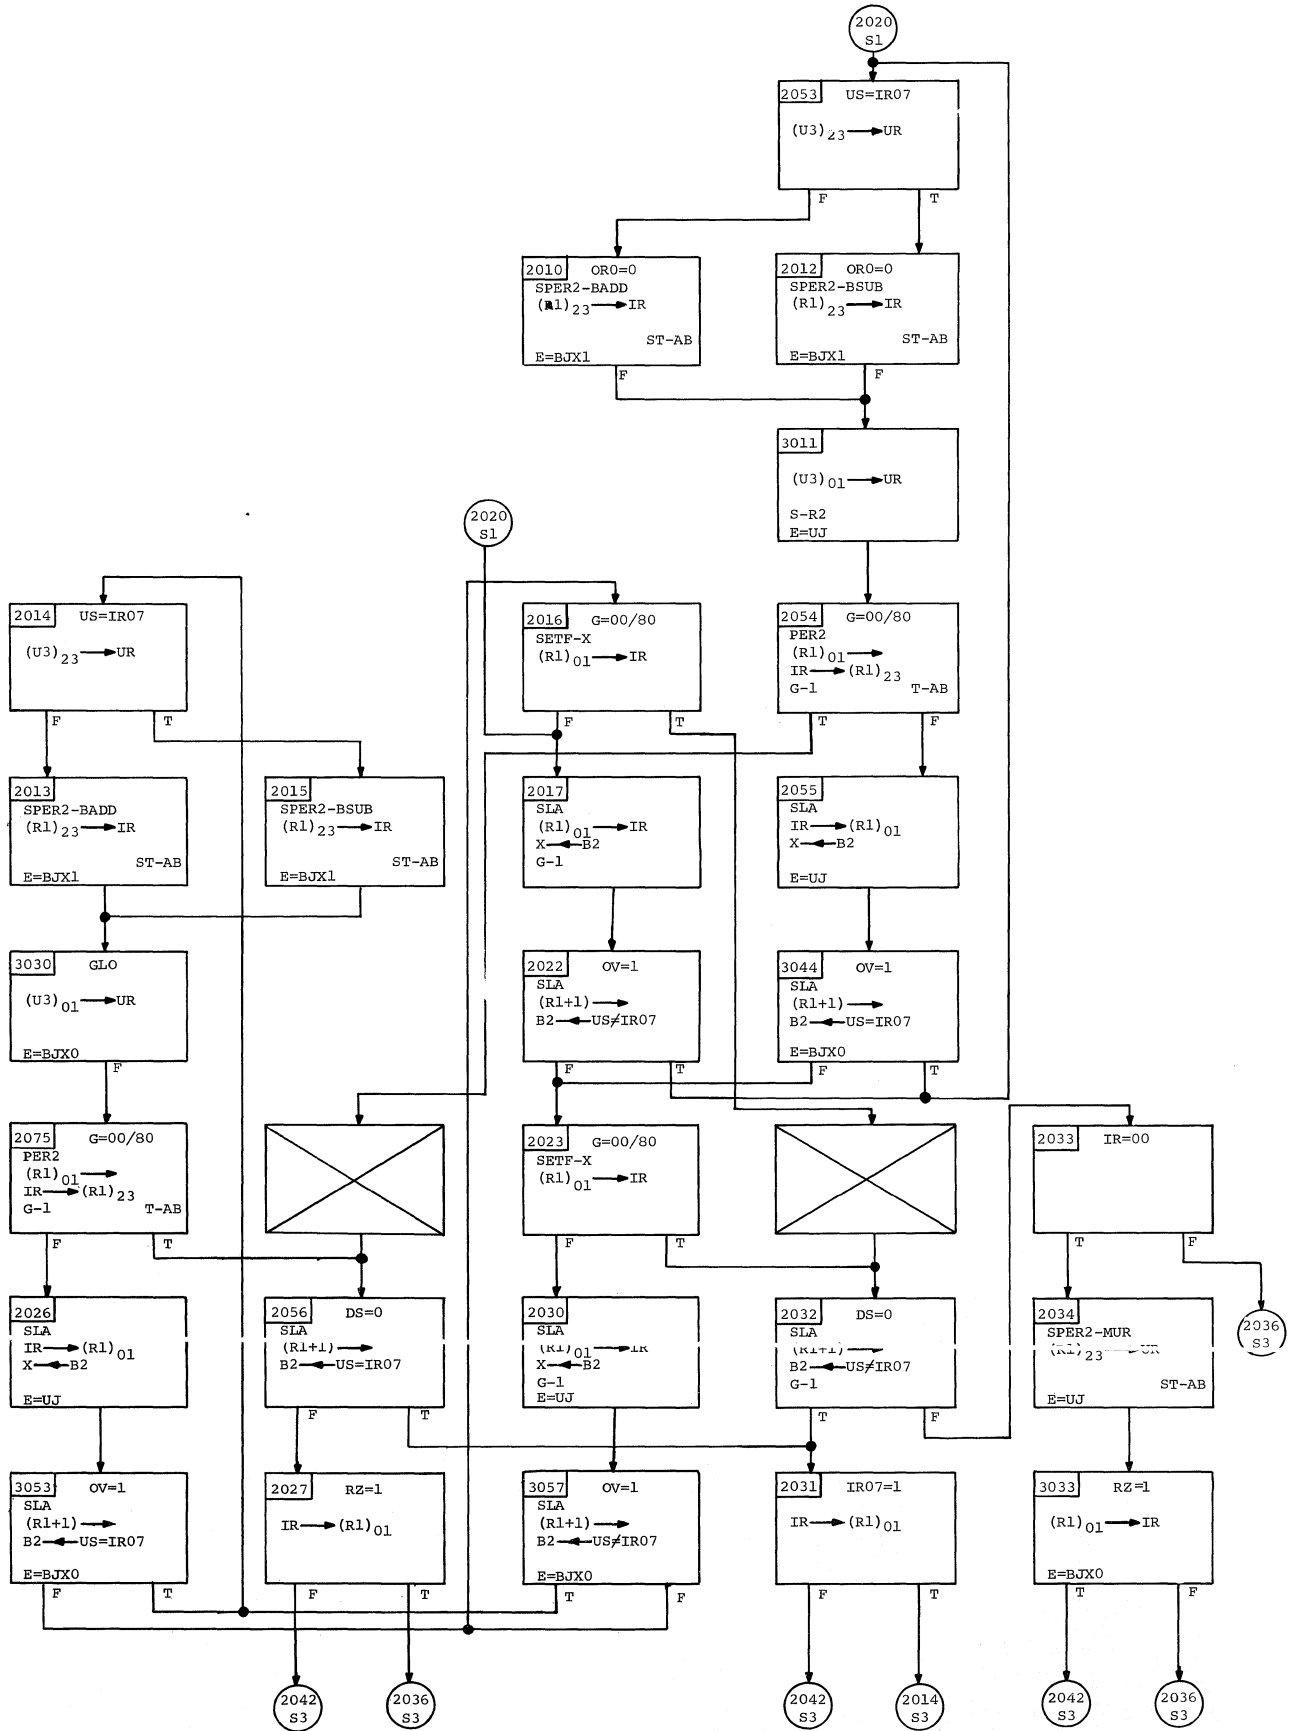 2020
S1
2053 US=IR07
(U3)23 → UR
F T
2010 OR0=0
SPER2-BADD
(R1)23 → IR
ST-AB
E=BJX1
F
2012 OR0=0
SPER2-BSUB
(R1)23 → IR
ST-AB
E=BJX1
F
3011
(U3)01 → UR
S-R2
E=UJ
2020
S1
2014 US=IR07
(U3)23 → UR
F T
2016 G=00/80
SETF-X
(R1)01 → IR
F T
2054 G=00/80
PER2
(R1)01 →
IR → (R1)23
G-1 T-AB
T F
2013
SPER2-BADD
(R1)23 → IR
ST-AB
E=BJX1
2015
SPER2-BSUB
(R1)23 → IR
ST-AB
E=BJX1
2017
SLA
(R1)01 → IR
X ← B2
G-1
2055
SLA
IR → (R1)01
X ← B2
E=UJ
3030 GLO
(U3)01 → UR
E=BJX0
F
2022 OV=1
SLA
(R1+1) →
B2 ← US≠IR07
F T
3044 OV=1
SLA
(R1+1) →
B2 ← US=IR07
E=BJX0
F T
2075 G=00/80
PER2
(R1)01 →
IR → (R1)23
G-1 T-AB
F T
2023 G=00/80
SETF-X
(R1)01 → IR
F T
2033 IR=00
T F
2036
S3
2026
SLA
IR → (R1)01
X ← B2
E=UJ
2056 DS=0
SLA
(R1+1) →
B2 ← US=IR07
F T
2030
SLA
(R1)01 → IR
X ← B2
G-1
E=UJ
2032 DS=0
SLA
(R1+1) →
B2 ← US≠IR07
G-1
T F
2034
SPER2-MUR
(R1)23 → UR
ST-AB
E=UJ
3053 OV=1
SLA
(R1+1) →
B2 ← US=IR07
E=BJX0
F T
2027 RZ=1
IR → (R1)01
F T
3057 OV=1
SLA
(R1+1) →
B2 ← US≠IR07
E=BJX0
T F
2031 IR07=1
IR → (R1)01
F T
3033 RZ=1
(R1)01 → IR
E=BJX0
T F
2042
S3
2036
S3
2042
S3
2014
S3
2042
S3
2036
S3